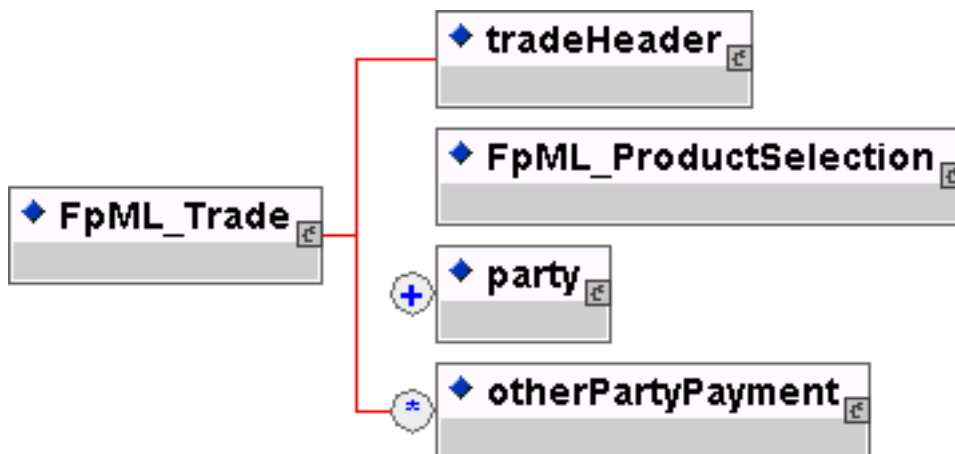 tradeHeader
FpML_ProductSelection
FpML_Trade
+ party
* otherPartyPayment